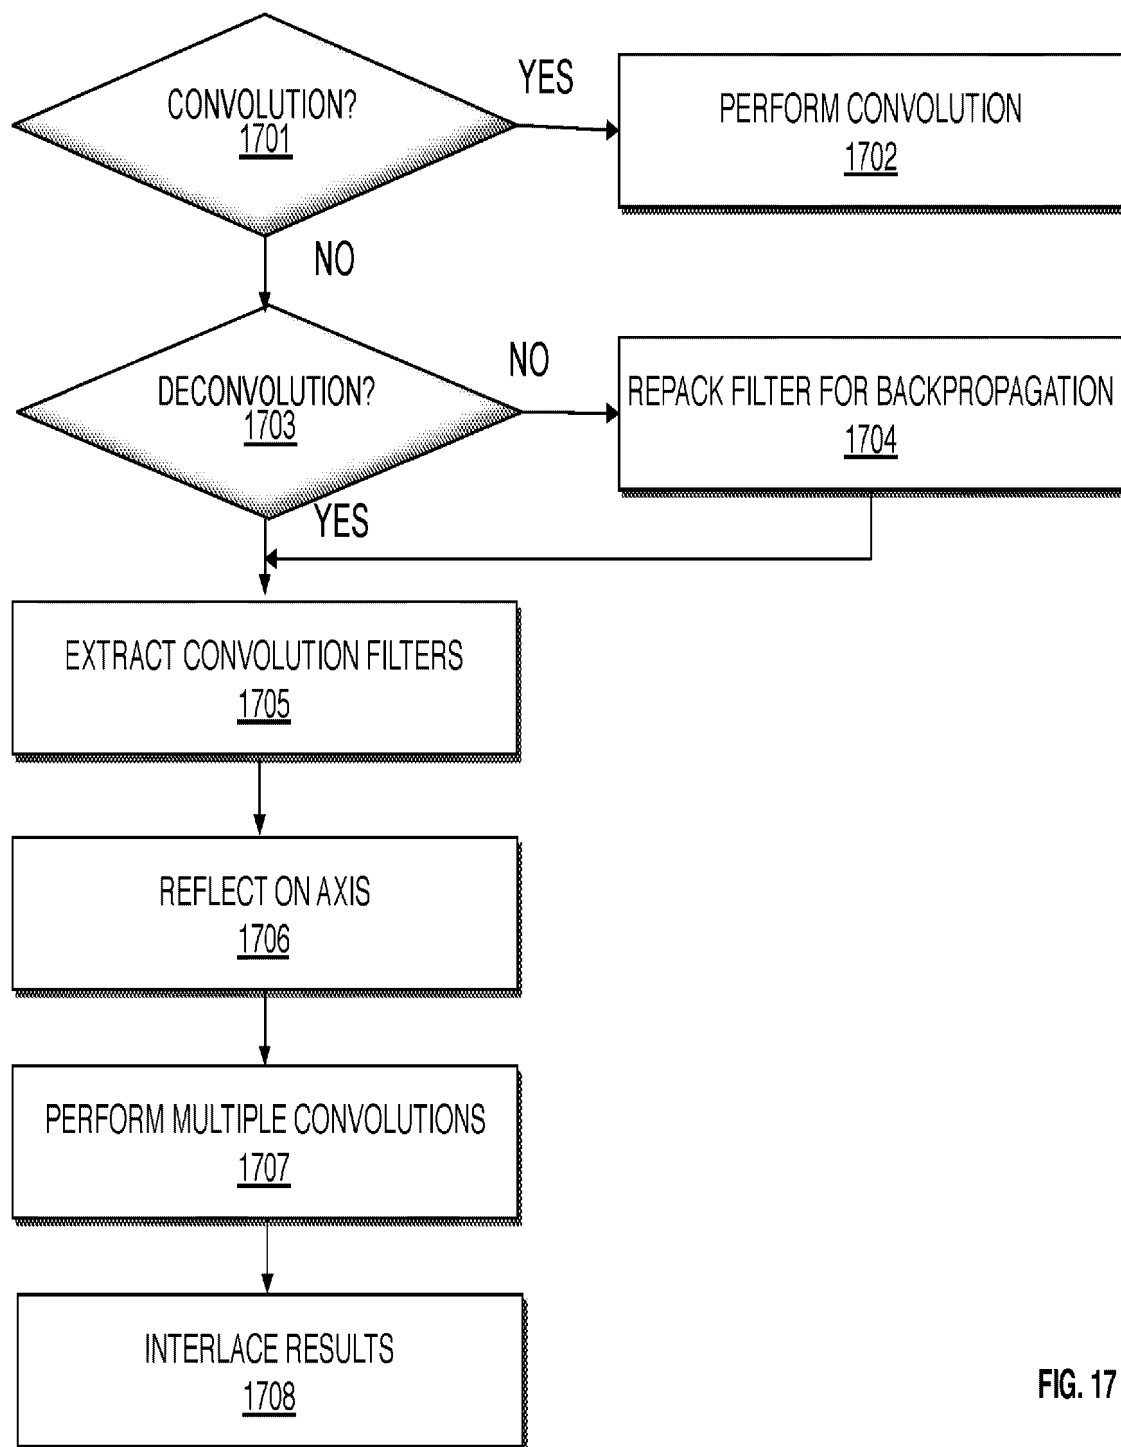 CONVOLUTION?
1701
YES
PERFORM CONVOLUTION
1702
NO
DECONVOLUTION?
1703
NO
REPACK FILTER FOR BACKPROPAGATION
1704
YES
EXTRACT CONVOLUTION FILTERS
1705
REFLECT ON AXIS
1706
PERFORM MULTIPLE CONVOLUTIONS
1707
INTERLACE RESULTS
1708
FIG. 17